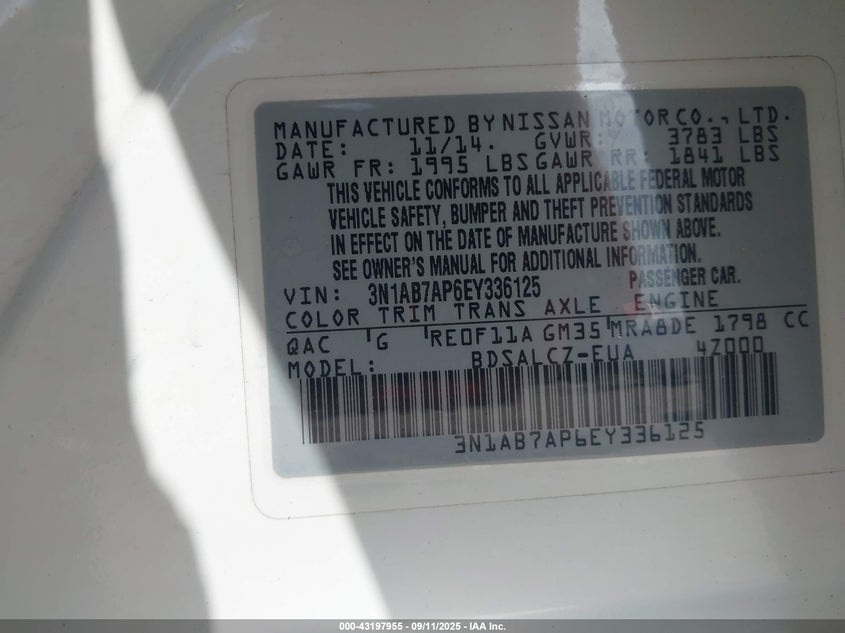 MANUFACTURED BY NISSAN MOTOR CO., LTD.
DATE: 11/14. GVWR: 3783 LBS
GAWR FR: 1995 LBS GAWR RR: 1841 LBS
THIS VEHICLE CONFORMS TO ALL APPLICABLE FEDERAL MOTOR
VEHICLE SAFETY, BUMPER AND THEFT PREVENTION STANDARDS
IN EFFECT ON THE DATE OF MANUFACTURE SHOWN ABOVE.
SEE OWNER'S MANUAL FOR ADDITIONAL INFORMATION.
VIN: 3N1AB7AP6EY336125 PASSENGER CAR.
COLOR TRIM TRANS AXLE ENGINE
QAC G RE0F11A GM35 MRA8DE 1798 CC
MODEL: BDSALCZ-EUA 4Z000
3N1AB7AP6EY336125
000-43197955 - 09/11/2025 - IAA Inc.